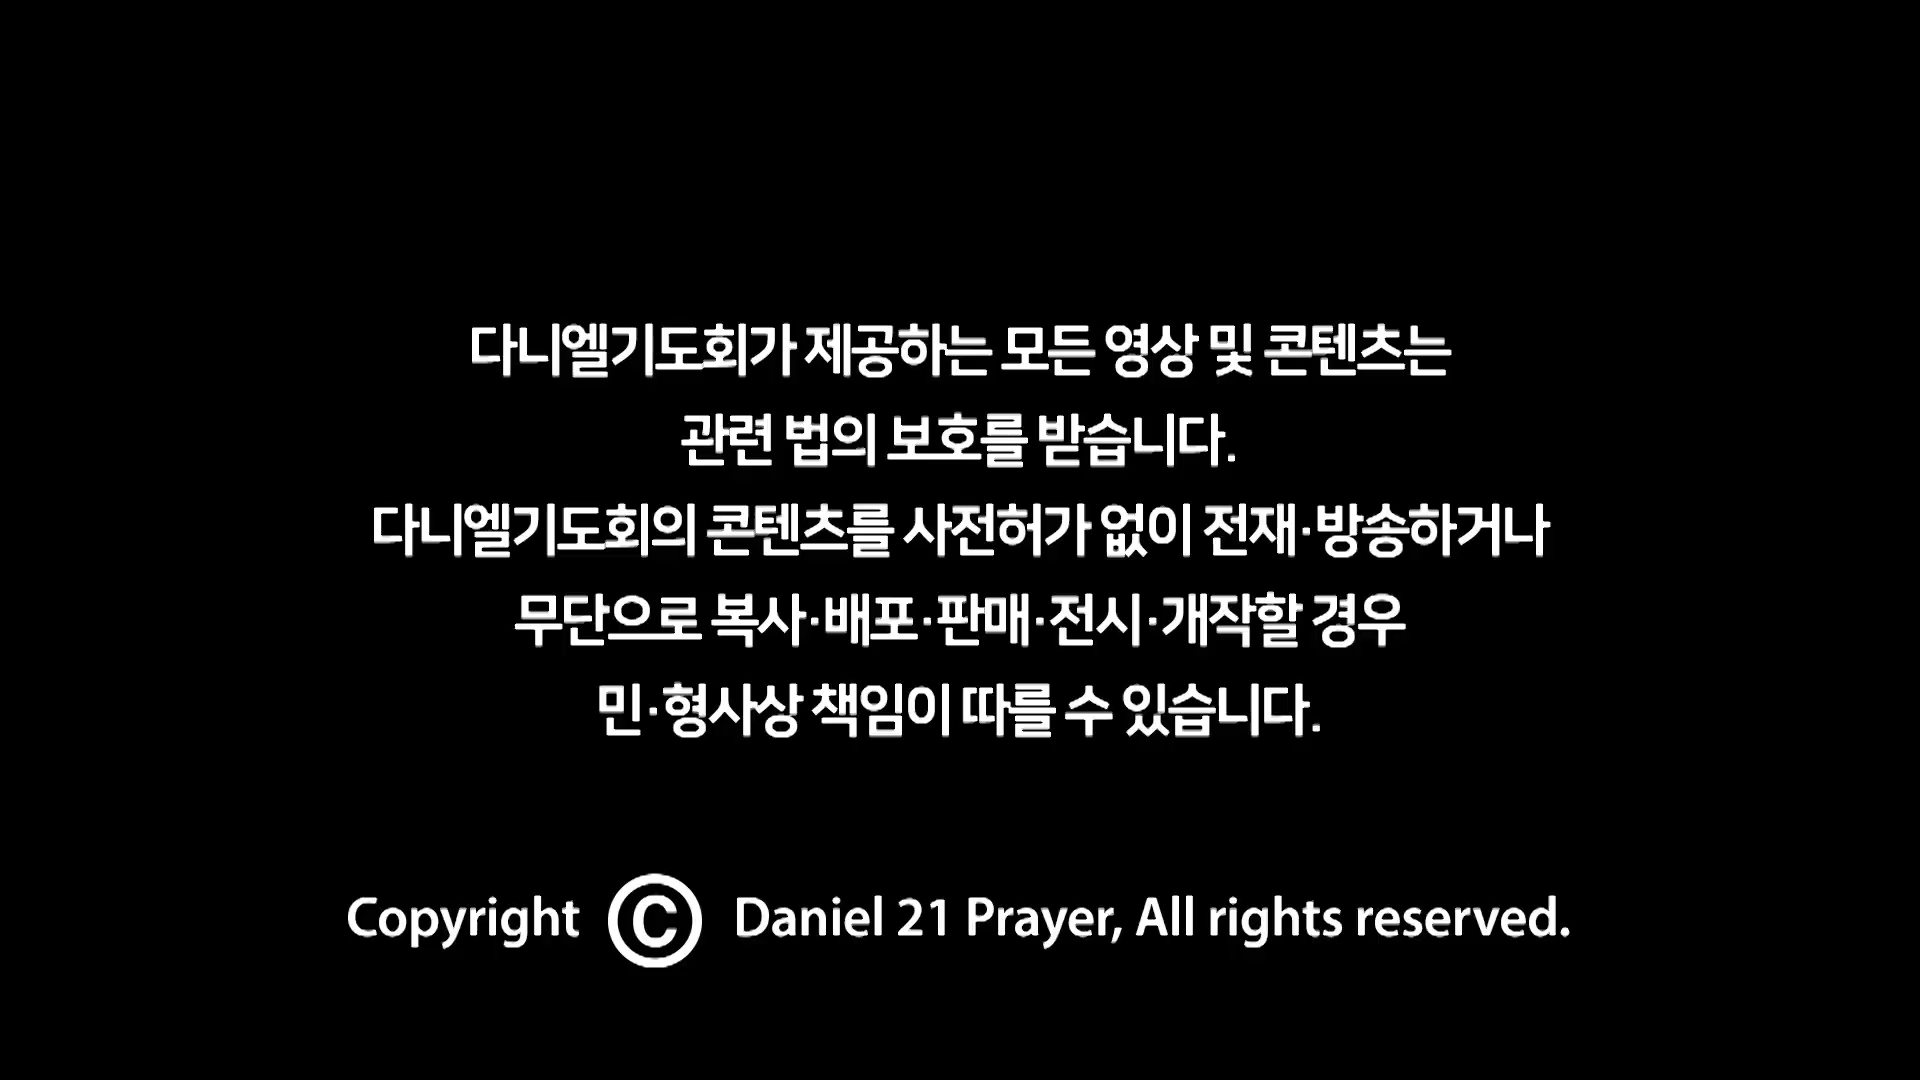 다니엘기도회가 제공하는 모든 영상 및 콘텐츠는
관련 법의 보호를 받습니다.
다니엘기도회의 콘텐츠를 사전허가 없이 전재·방송하거나
무단으로 복사·배포·판매·전시·개작할 경우
민·형사상 책임이 따를 수 있습니다.
Copyright © Daniel 21 Prayer, All rights reserved.